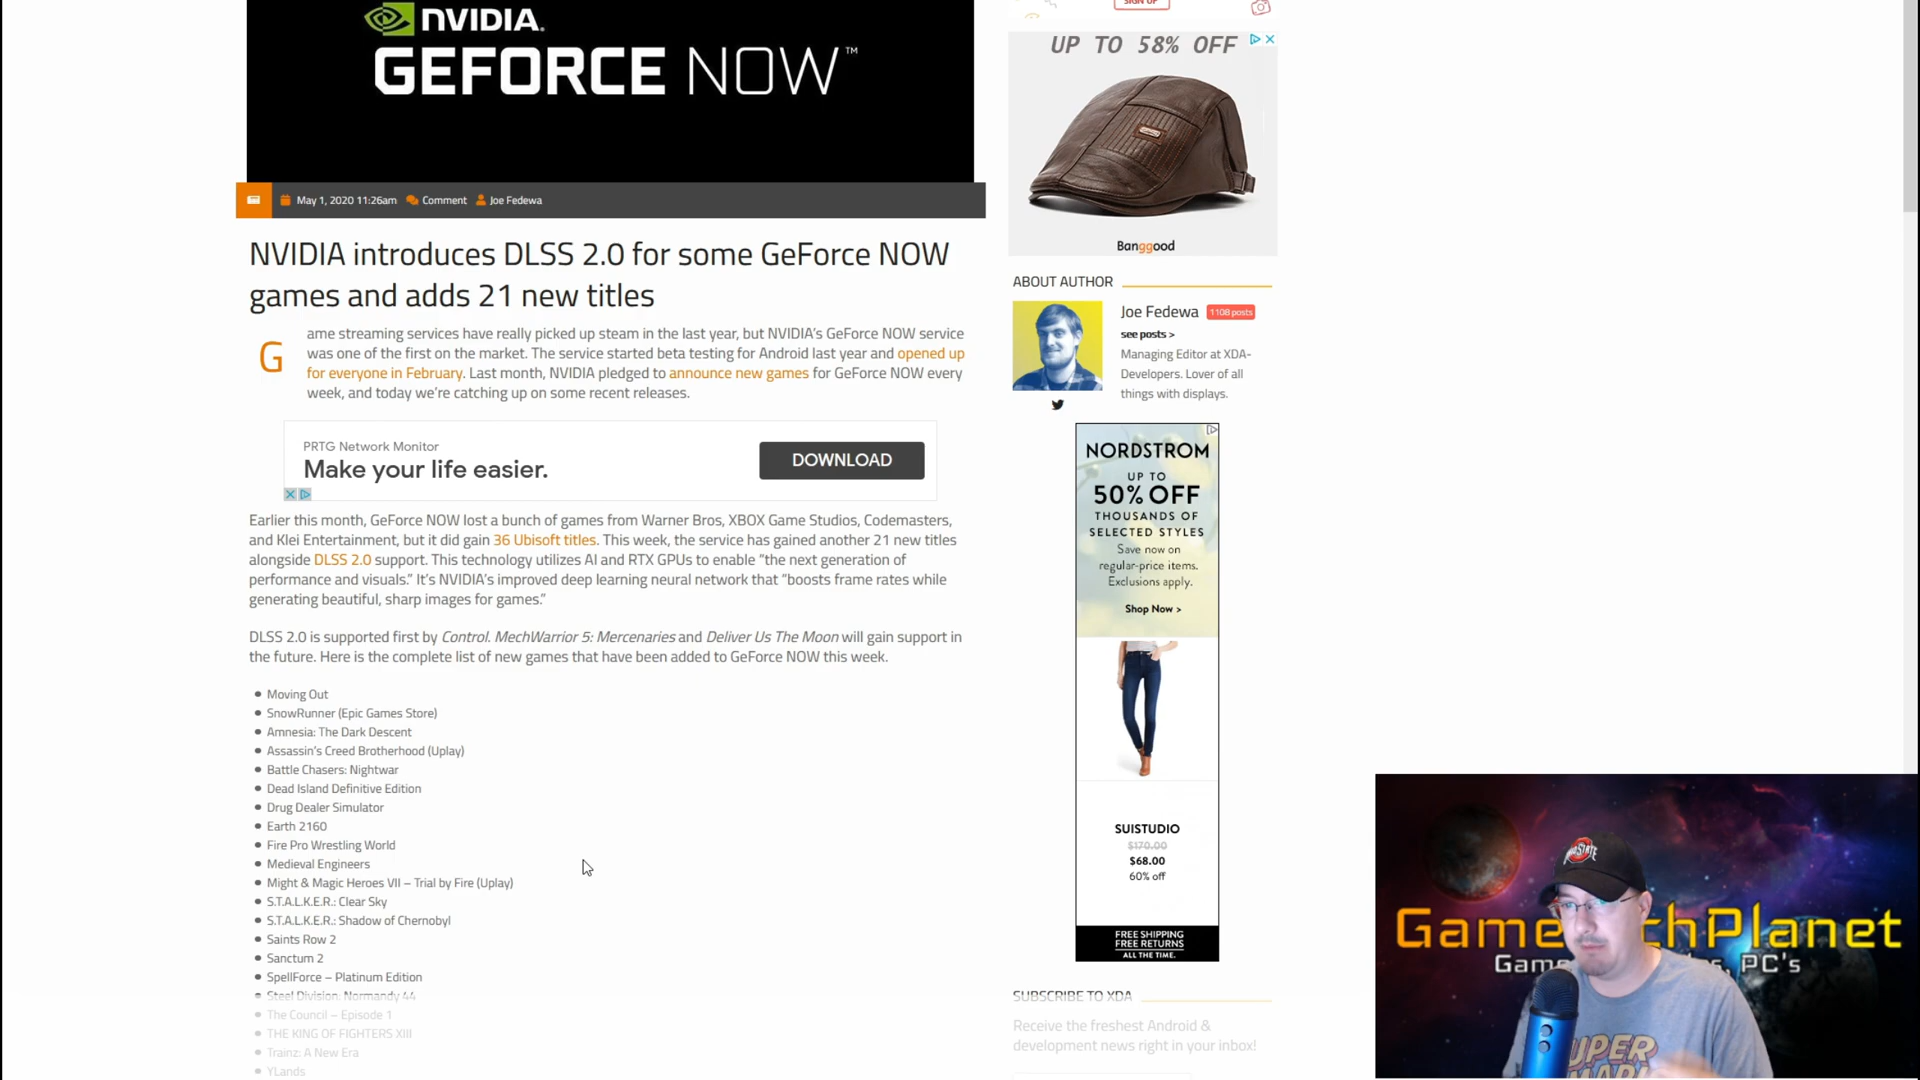 NVIDIA.
GEFORCE NOW™
May 1, 2020 11:26am Comment Joe Fedewa
NVIDIA introduces DLSS 2.0 for some GeForce NOW
games and adds 21 new titles
Game streaming services have really picked up steam in the last year, but NVIDIA's GeForce NOW service
was one of the first on the market. The service started beta testing for Android last year and opened up
for everyone in February. Last month, NVIDIA pledged to announce new games for GeForce NOW every
week, and today we're catching up on some recent releases.
PRTG Network Monitor
Make your life easier.
DOWNLOAD
Earlier this month, GeForce NOW lost a bunch of games from Warner Bros, XBOX Game Studios, Codemasters,
and Klei Entertainment, but it did gain 36 Ubisoft titles. This week, the service has gained another 21 new titles
alongside DLSS 2.0 support. This technology utilizes AI and RTX GPUs to enable "the next generation of
performance and visuals." It's NVIDIA's improved deep learning neural network that "boosts frame rates while
generating beautiful, sharp images for games."
DLSS 2.0 is supported first by Control. MechWarrior 5: Mercenaries and Deliver Us The Moon will gain support in
the future. Here is the complete list of new games that have been added to GeForce NOW this week.
Moving Out
SnowRunner (Epic Games Store)
Amnesia: The Dark Descent
Assassin's Creed Brotherhood (Uplay)
Battle Chasers: Nightwar
Dead Island Definitive Edition
Drug Dealer Simulator
Earth 2160
Fire Pro Wrestling World
Medieval Engineers
Might & Magic Heroes VII – Trial by Fire (Uplay)
S.T.A.L.K.E.R.: Clear Sky
S.T.A.L.K.E.R.: Shadow of Chernobyl
Saints Row 2
Sanctum 2
SpellForce – Platinum Edition
Steel Division: Normandy 44
The Council – Episode 1
THE KING OF FIGHTERS XIII
Trainz: A New Era
YLands
SIGN UP
UP TO 58% OFF
Banggood
ABOUT AUTHOR
Joe Fedewa 1108 posts
see posts >
Managing Editor at XDA-
Developers. Lover of all
things with displays.
NORDSTROM
UP TO
50% OFF
THOUSANDS OF
SELECTED STYLES
Save now on
regular-price items.
Exclusions apply.
Shop Now >
SUISTUDIO
$170.00
$68.00
60% off
FREE SHIPPING
FREE RETURNS
ALL THE TIME.
SUBSCRIBE TO XDA
Receive the freshest Android &
development news right in your inbox!
Game chPlanet
Gam s, PC's
OHIO STATE
UPER